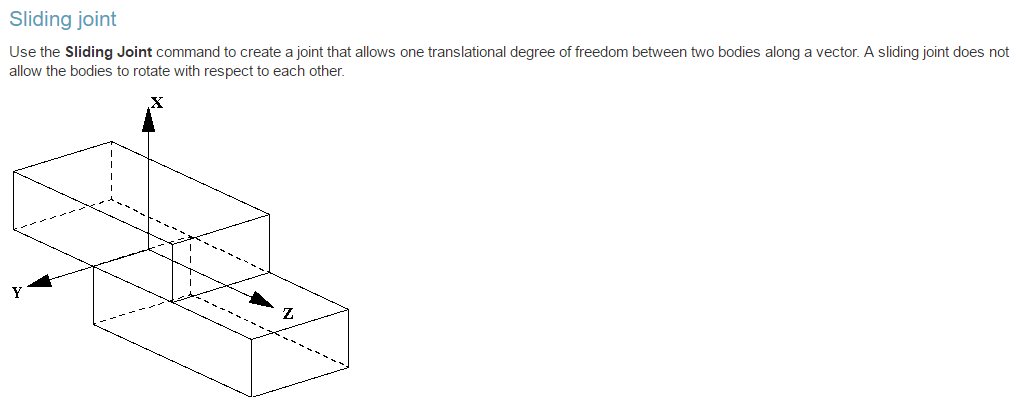 Sliding joint
Use the Sliding Joint command to create a joint that allows one translational degree of freedom between two bodies along a vector. A sliding joint does not
allow the bodies to rotate with respect to each other.
X
Y
Z